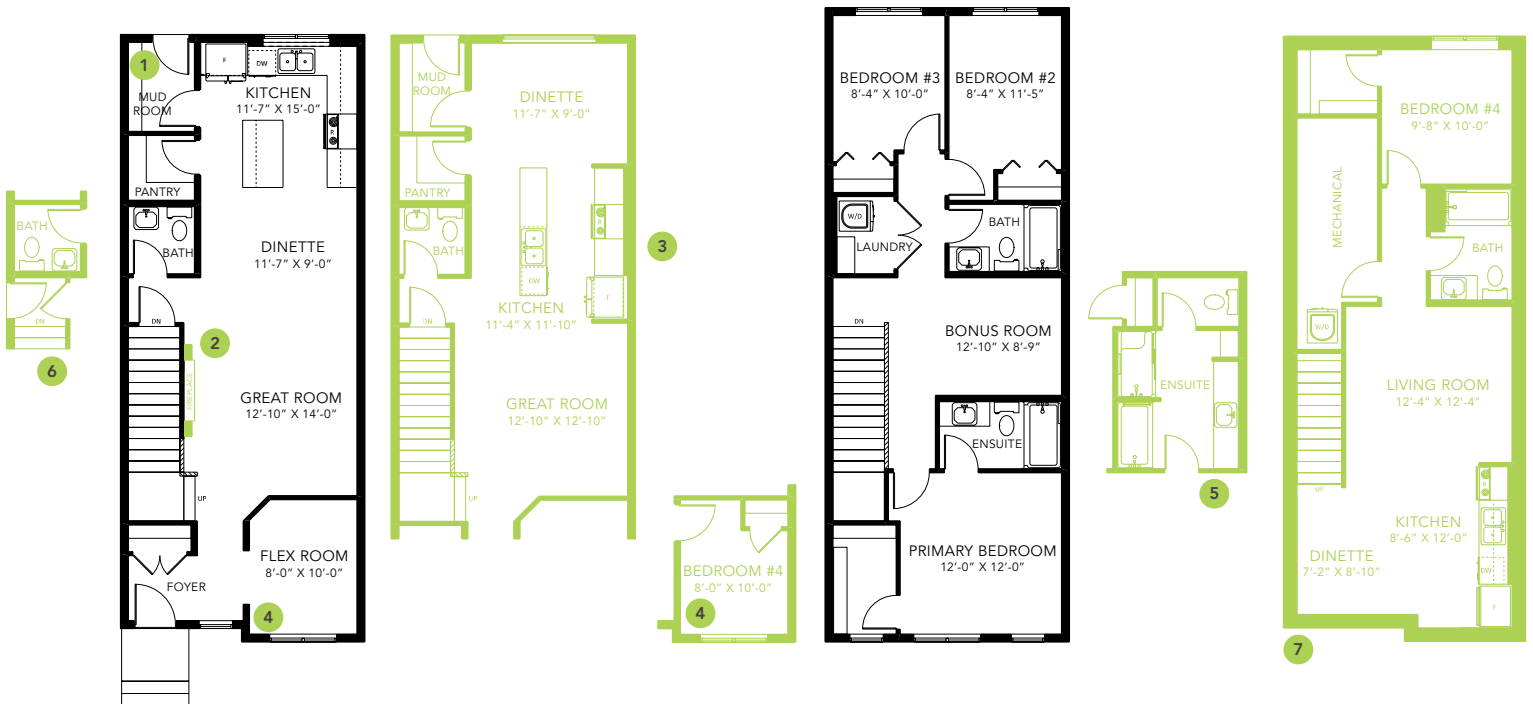 1
MUD
ROOM
F
DW
KITCHEN
11'-7" X 15'-0"
R
PANTRY
BATH
DINETTE
11'-7" X 9'-0"
DN
2
FIREPLACE
GREAT ROOM
12'-10" X 14'-0"
UP
FLEX ROOM
8'-0" X 10'-0"
FOYER
4
BATH
DN
6
MUD
ROOM
DINETTE
11'-7" X 9'-0"
PANTRY
R
3
BATH
DW
F
KITCHEN
11'-4" X 11'-10"
DN
GREAT ROOM
12'-10" X 12'-10"
UP
BEDROOM #4
8'-0" X 10'-0"
4
BEDROOM #3
8'-4" X 10'-0"
BEDROOM #2
8'-4" X 11'-5"
W/D
LAUNDRY
BATH
DN
BONUS ROOM
12'-10" X 8'-9"
ENSUITE
PRIMARY BEDROOM
12'-0" X 12'-0"
ENSUITE
5
BEDROOM #4
9'-8" X 10'-0"
MECHANICAL
BATH
W/D
LIVING ROOM
12'-4" X 12'-4"
UP
R
KITCHEN
8'-6" X 12'-0"
DINETTE
7'-2" X 8'-10"
DW
F
7